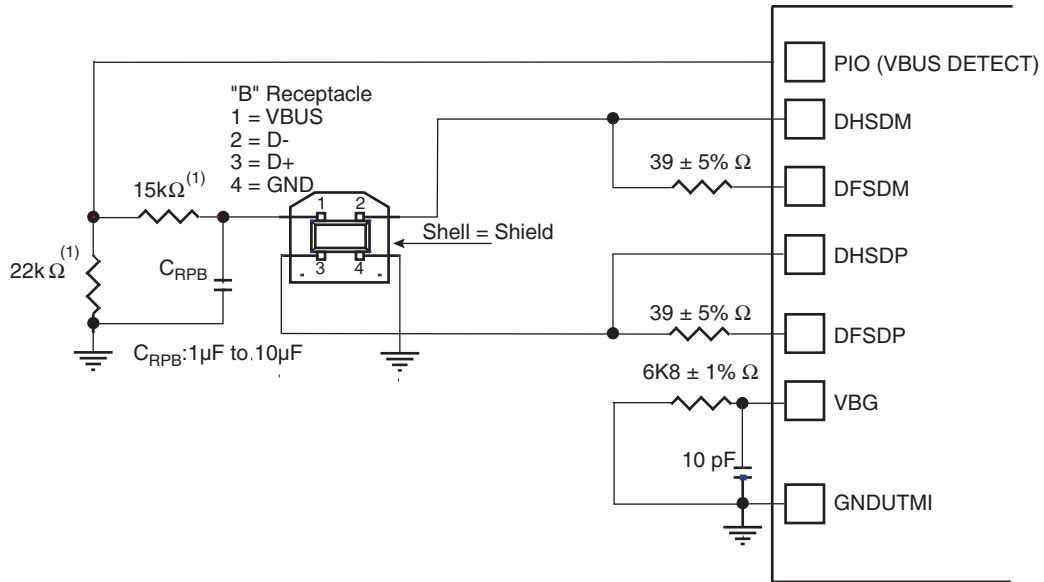 PIO (VBUS DETECT)
"B" Receptacle
1 = VBUS
2 = D-
3 = D+
4 = GND
DHSDM
39 ± 5% Ω
DFSDM
15kΩ(1)
1 2
Shell = Shield
DHSDP
22k Ω(1)
CRPB
3 4
39 ± 5% Ω
DFSDP
CRPB:1µF to 10µF
6K8 ± 1% Ω
VBG
10 pF
GNDUTMI